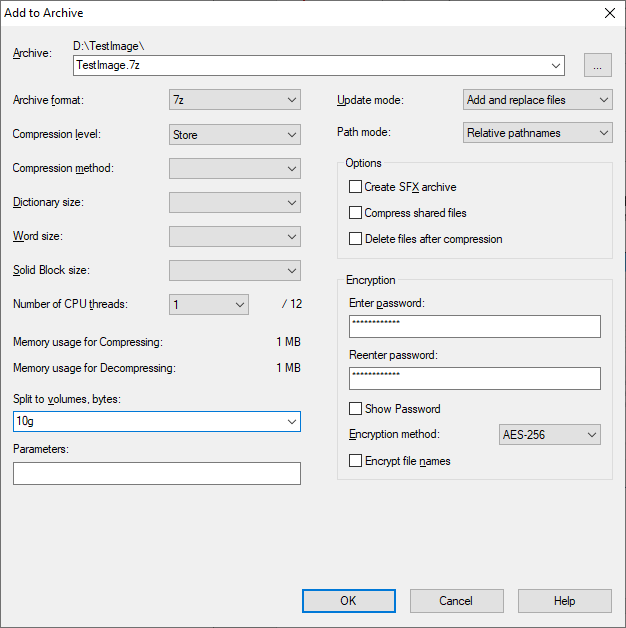 Add to Archive
Archive:
D:\TestImage\
TestImage.7z
...
Archive format:
7z
Compression level:
Store
Compression method:
Dictionary size:
Word size:
Solid Block size:
Number of CPU threads:
1
/ 12
Memory usage for Compressing:
1 MB
Memory usage for Decompressing:
1 MB
Split to volumes, bytes:
10g
Parameters:
Update mode:
Add and replace files
Path mode:
Relative pathnames
Options
Create SFX archive
Compress shared files
Delete files after compression
Encryption
Enter password:
************
Reenter password:
************
Show Password
Encryption method:
AES-256
Encrypt file names
OK
Cancel
Help